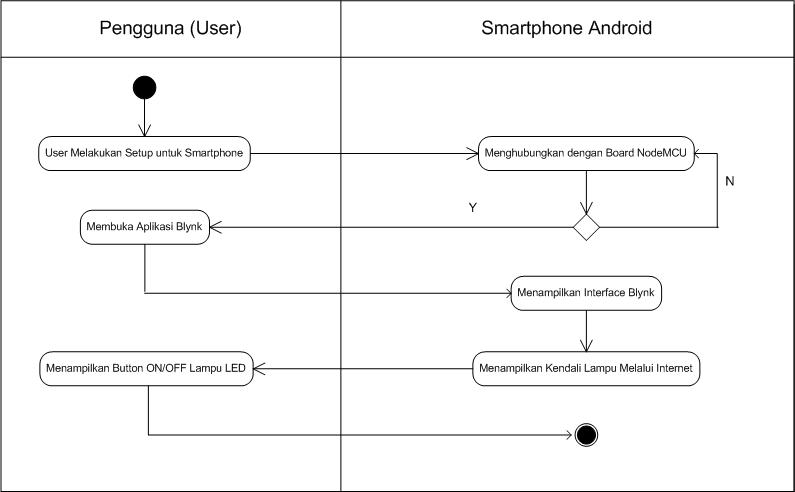 Pengguna (User)
Smartphone Android
User Melakukan Setup untuk Smartphone
Menghubungkan dengan Board NodeMCU
N
Y
Membuka Aplikasi Blynk
Menampilkan Interface Blynk
Menampilkan Button ON/OFF Lampu LED
Menampilkan Kendali Lampu Melalui Internet